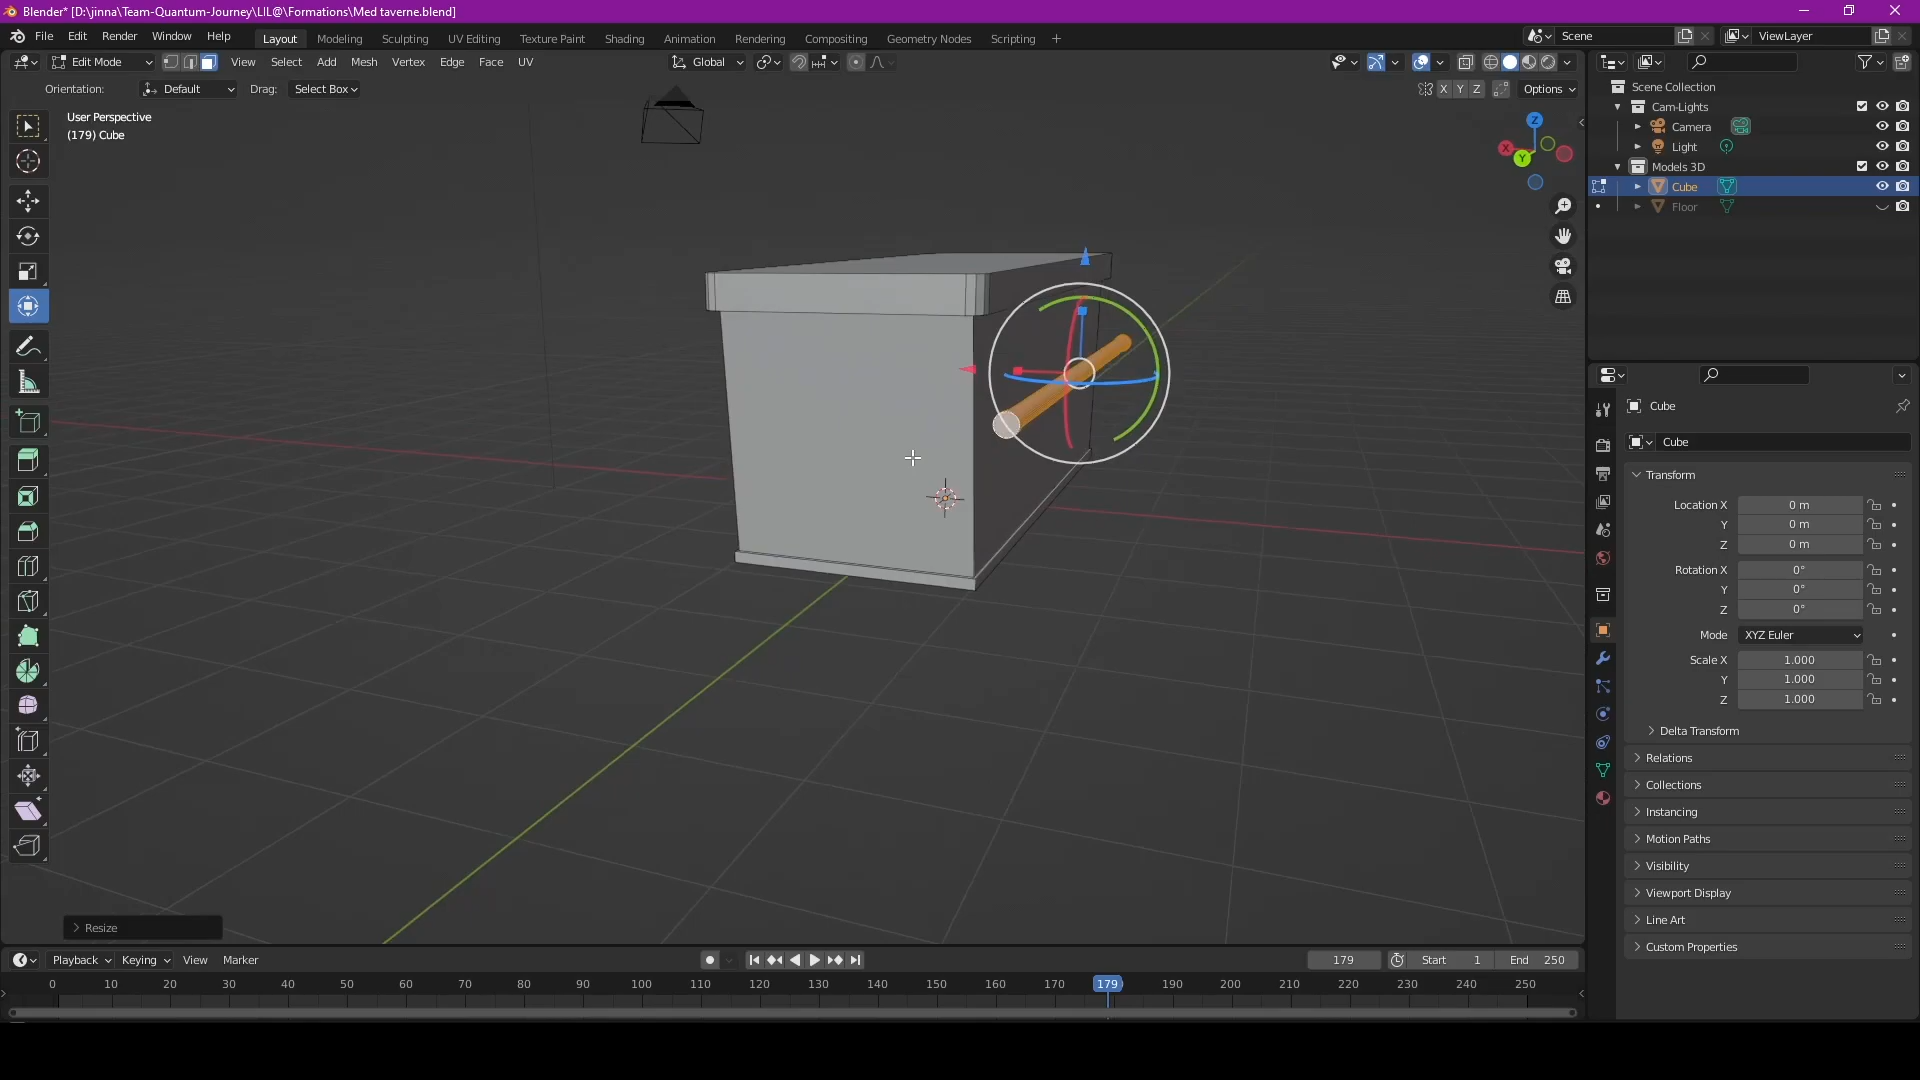 Blender* [D:\jinna\Team-Quantum-Journey\LIL@\Formations\Med taverne.blend]
File Edit Render Window Help Layout Modeling Sculpting UV Editing Texture Paint Shading Animation Rendering Compositing Geometry Nodes Scripting + Scene ViewLayer
Edit Mode View Select Add Mesh Vertex Edge Face UV Global
Orientation: Default Drag: Select Box X Y Z Options
User Perspective
(179) Cube
Z
X
Y
Resize
Scene Collection
Cam-Lights
Camera
Light
Models 3D
Cube
Floor
Cube
Cube
Transform
Location X 0 m
Y 0 m
Z 0 m
Rotation X 0°
Y 0°
Z 0°
Mode XYZ Euler
Scale X 1.000
Y 1.000
Z 1.000
Delta Transform
Relations
Collections
Instancing
Motion Paths
Visibility
Viewport Display
Line Art
Custom Properties
Playback Keying View Marker 179 Start 1 End 250
0 10 20 30 40 50 60 70 80 90 100 110 120 130 140 150 160 170 179 190 200 210 220 230 240 250